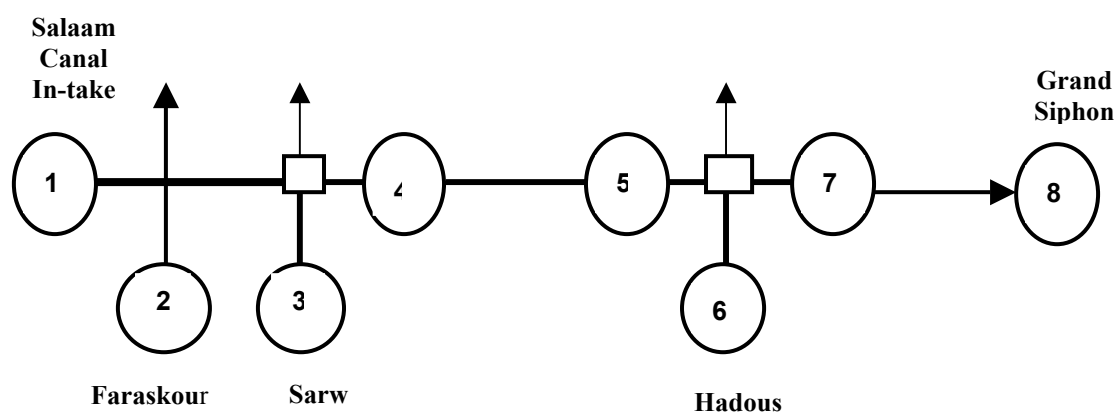 Salaam
Canal
In-take
Grand
Siphon
1
4
5
7
8
2
3
6
Faraskour
Sarw
Hadous